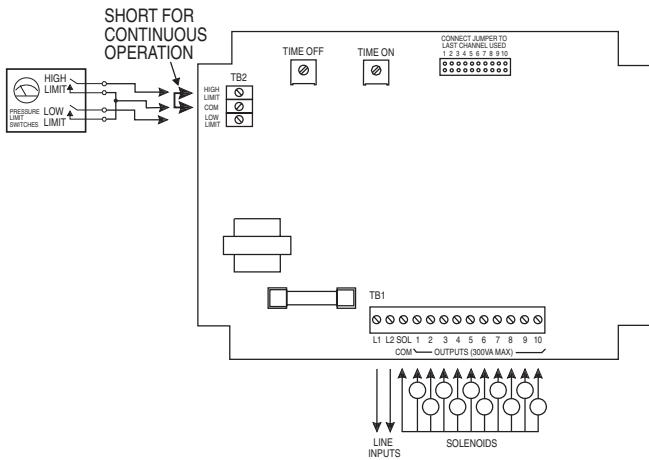 SHORT FOR
CONTINUOUS
OPERATION
TIME OFF
TIME ON
CONNECT JUMPER TO
LAST CHANNEL USED
1 2 3 4 5 6 7 8 9 10
HIGH
LIMIT
PRESSURE
LIMIT
SWITCHES
LOW
LIMIT
TB2
HIGH
LIMIT
COM
LOW
LIMIT
TB1
L1 L2 SOL 1 2 3 4 5 6 7 8 9 10
COM OUTPUTS (300VA MAX)
LINE
INPUTS
SOLENOIDS